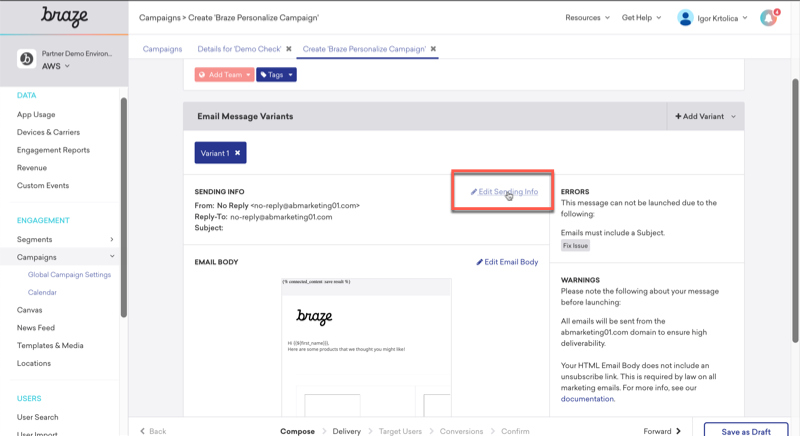 braze
Campaigns > Create 'Braze Personalize Campaign'
Resources
Get Help
Igor Krtolica
4
Partner Demo Environ...
AWS
Campaigns
Details for 'Demo Check'
Create 'Braze Personalize Campaign'
DATA
App Usage
Devices & Carriers
Engagement Reports
Revenue
Custom Events
ENGAGEMENT
Segments
Campaigns
Global Campaign Settings
Calendar
Canvas
News Feed
Templates & Media
Locations
USERS
User Search
User Import
Add Team
Tags
Email Message Variants
Add Variant
Variant 1
SENDING INFO
Edit Sending Info
From: No Reply <no-reply@abmarketing01.com>
Reply-To: no-reply@abmarketing01.com
Subject:
EMAIL BODY
Edit Email Body
{% connected_content :save result %}
braze
Hi {{${first_name}}},
Here are some products that we thought you might like!
ERRORS
This message can not be launched due to the
following:
Emails must include a Subject.
Fix Issue
WARNINGS
Please note the following about your message
before launching:
All emails will be sent from the
abmarketing01.com domain to ensure high
deliverability.
Your HTML Email Body does not include an
unsubscribe link. This is required by law on all
marketing emails. For more info, see our
documentation.
Back
Compose > Delivery > Target Users > Conversions > Confirm
Forward
Save as Draft